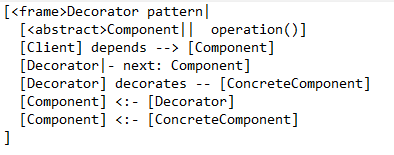 [<frame>Decorator pattern|
  [<abstract>Component||  operation()]
  [Client] depends --> [Component]
  [Decorator|- next: Component]
  [Decorator] decorates -- [ConcreteComponent]
  [Component] <:- [Decorator]
  [Component] <:- [ConcreteComponent]
]